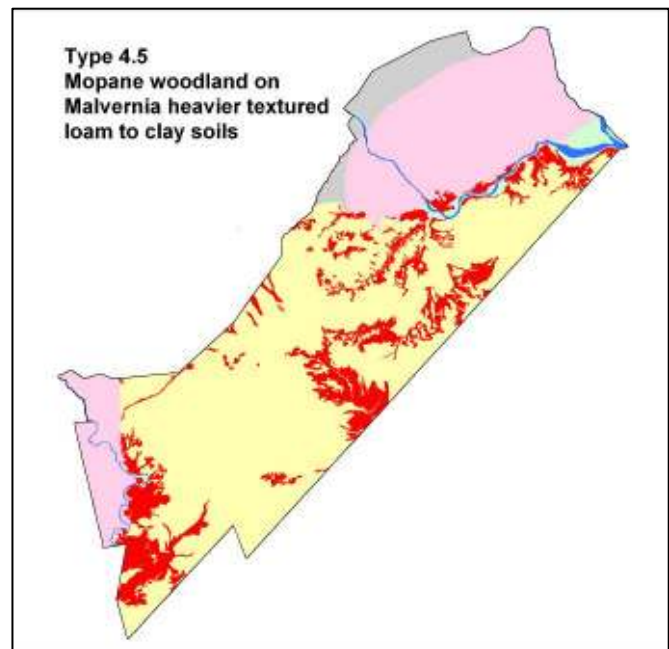 Type 4.5
Mopane woodland on
Malvernia heavier textured
loam to clay soils